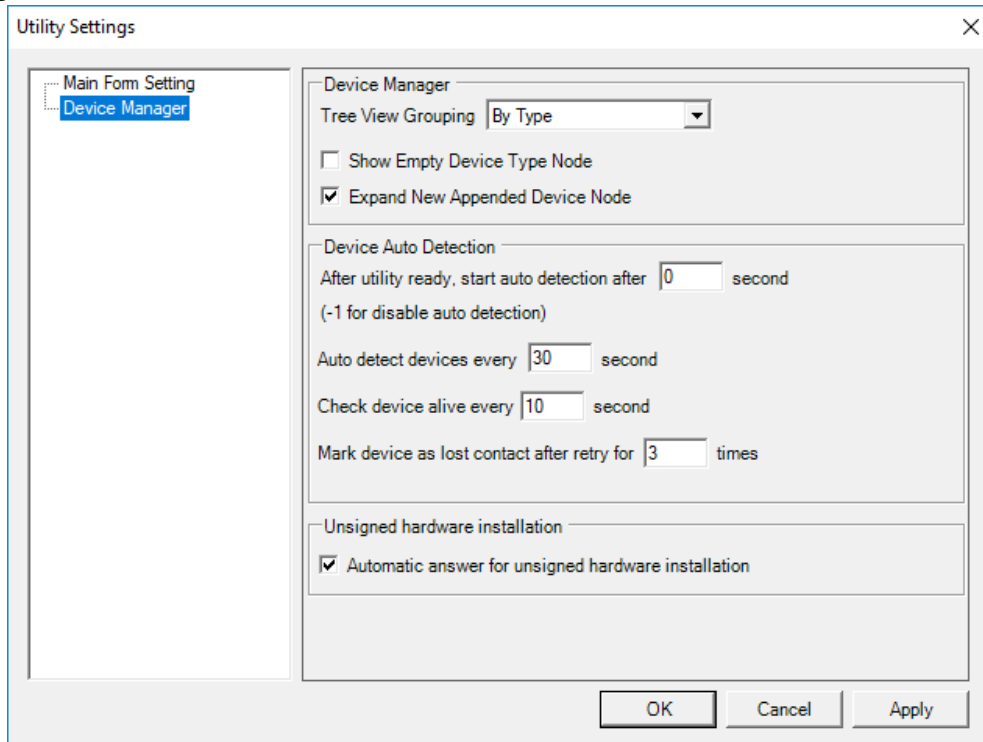 Utility Settings
Main Form Setting
Device Manager
Device Manager
Tree View Grouping By Type
Show Empty Device Type Node
Expand New Appended Device Node
Device Auto Detection
After utility ready, start auto detection after 0 second
(-1 for disable auto detection)
Auto detect devices every 30 second
Check device alive every 10 second
Mark device as lost contact after retry for 3 times
Unsigned hardware installation
Automatic answer for unsigned hardware installation
OK Cancel Apply